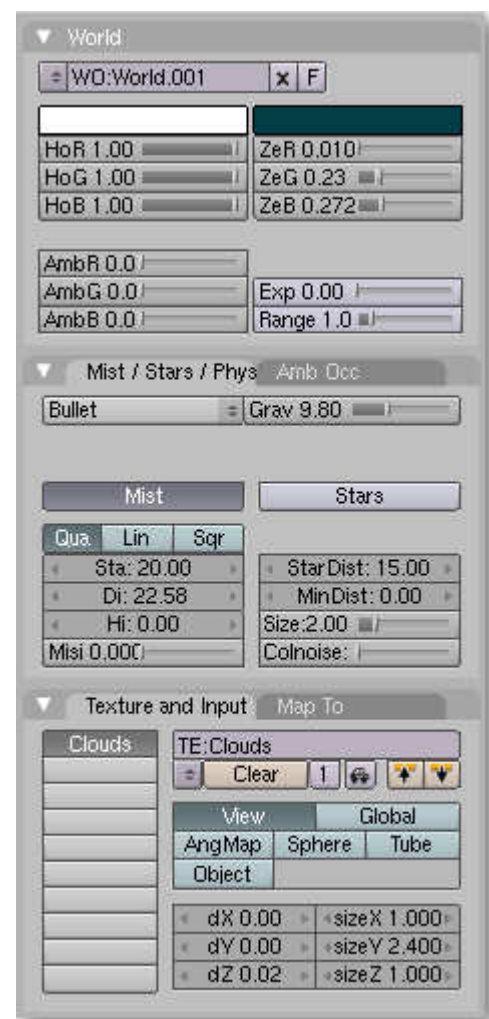 World
WO:World.001 x F
HoR 1.00 ZeR 0.010
HoG 1.00 ZeG 0.23
HoB 1.00 ZeB 0.272
AmbR 0.0
AmbG 0.0 Exp 0.00
AmbB 0.0 Range 1.0
Mist / Stars / Phys Amb Occ
Bullet Grav 9.80
Mist Stars
Qua Lin Sqr
Sta: 20.00 StarDist: 15.00
Di: 22.58 MinDist: 0.00
Hi: 0.00 Size:2.00
Misi 0.000 Colnoise:
Texture and Input Map To
Clouds TE:Clouds
Clear 1
View Global
AngMap Sphere Tube
Object
dX 0.00 sizeX 1.000
dY 0.00 sizeY 2.400
dZ 0.02 sizeZ 1.000